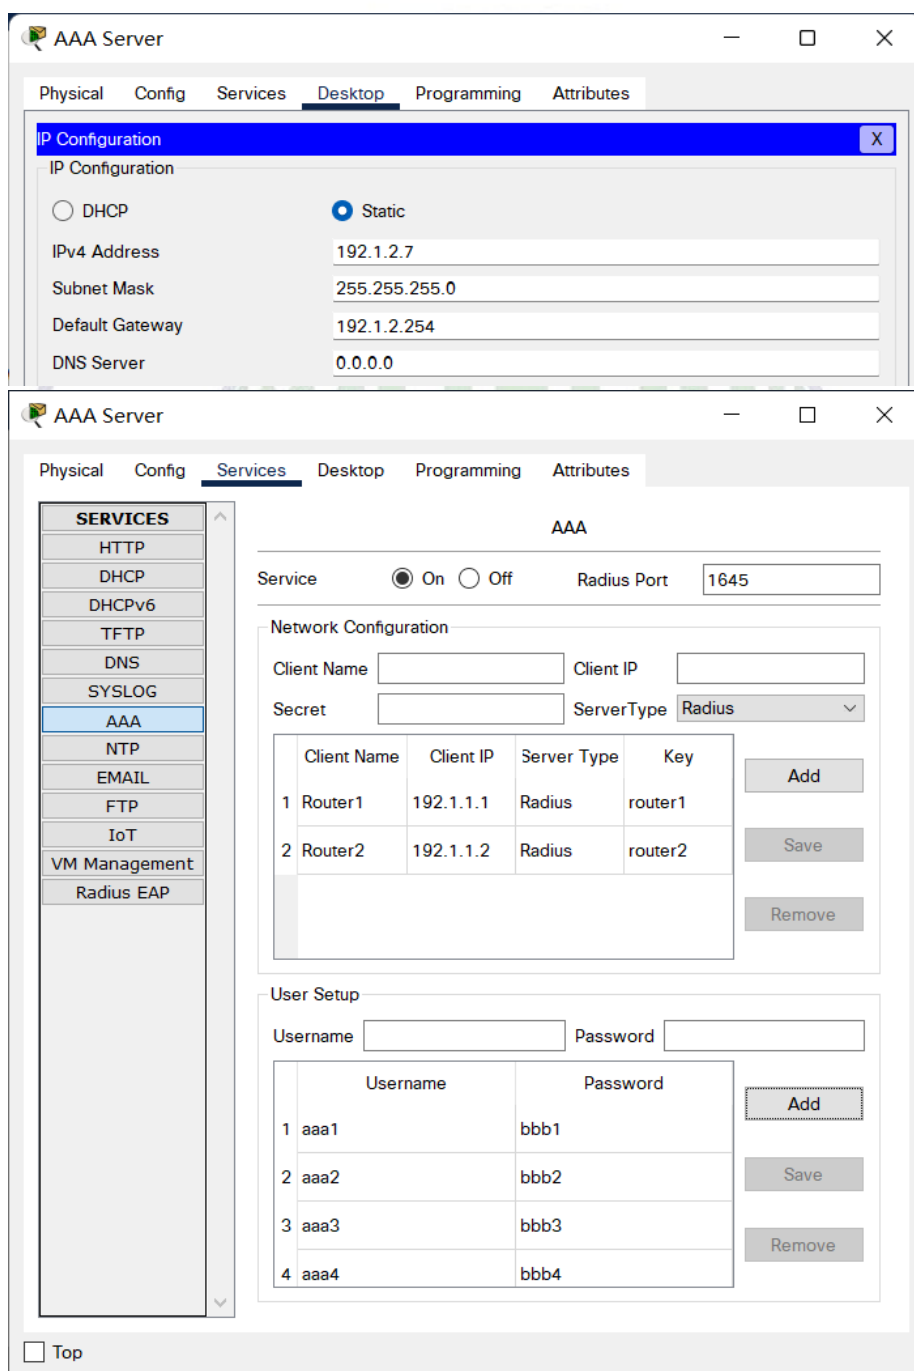 AAA Server
Physical Config Services Desktop Programming Attributes
IP Configuration X
IP Configuration
DHCP Static
IPv4 Address 192.1.2.7
Subnet Mask 255.255.255.0
Default Gateway 192.1.2.254
DNS Server 0.0.0.0
AAA Server
Physical Config Services Desktop Programming Attributes
SERVICES
HTTP
DHCP
DHCPv6
TFTP
DNS
SYSLOG
AAA
NTP
EMAIL
FTP
IoT
VM Management
Radius EAP
AAA
Service On Off Radius Port 1645
Network Configuration
Client Name Client IP
Secret ServerType Radius
Client Name Client IP Server Type Key
1 Router1 192.1.1.1 Radius router1
2 Router2 192.1.1.2 Radius router2
Add
Save
Remove
User Setup
Username Password
Username Password
1 aaa1 bbb1
2 aaa2 bbb2
3 aaa3 bbb3
4 aaa4 bbb4
Add
Save
Remove
Top